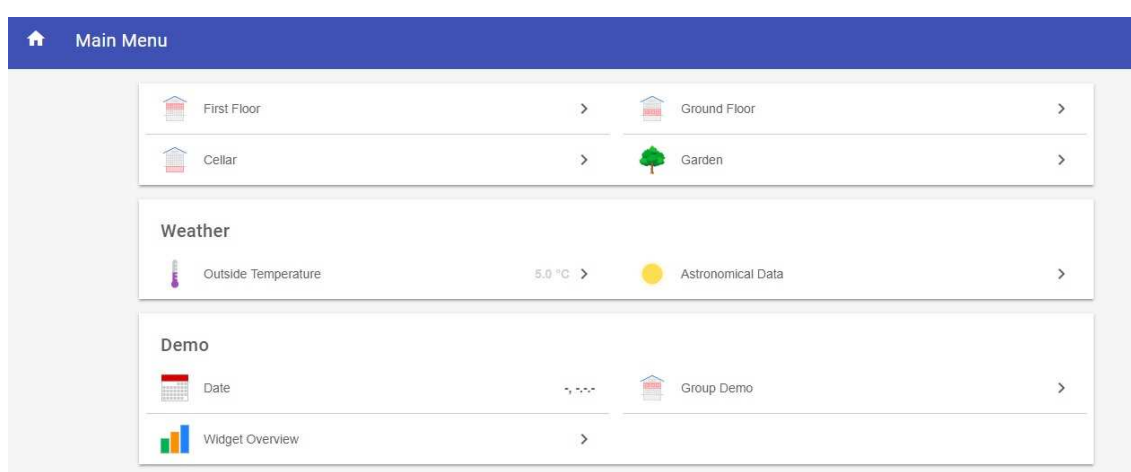 Main Menu
First Floor
Ground Floor
Cellar
Garden
Weather
Outside Temperature 5.0 °C
Astronomical Data
Demo
Date -, -.-.-
Group Demo
Widget Overview